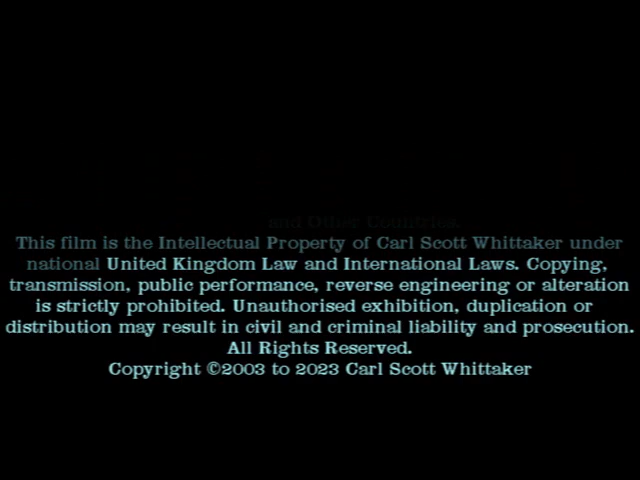 and Other Countries.
This film is the Intellectual Property of Carl Scott Whittaker under
national United Kingdom Law and International Laws. Copying,
transmission, public performance, reverse engineering or alteration
is strictly prohibited. Unauthorised exhibition, duplication or
distribution may result in civil and criminal liability and prosecution.
All Rights Reserved.
Copyright ©2003 to 2023 Carl Scott Whittaker